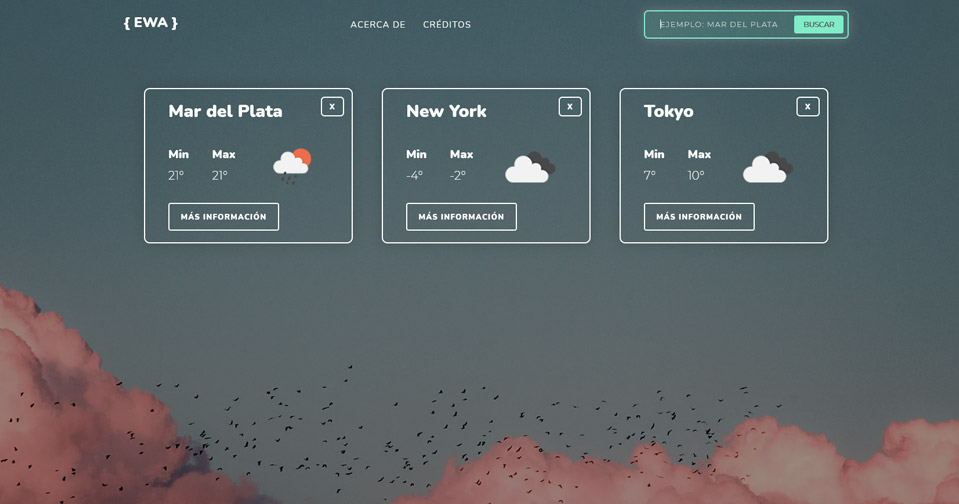 { EWA }
ACERCA DE
CRÉDITOS
EJEMPLO: MAR DEL PLATA
BUSCAR
Mar del Plata
X
Min Max
21° 21°
MÁS INFORMACIÓN
New York
X
Min Max
-4° -2°
MÁS INFORMACIÓN
Tokyo
X
Min Max
7° 10°
MÁS INFORMACIÓN